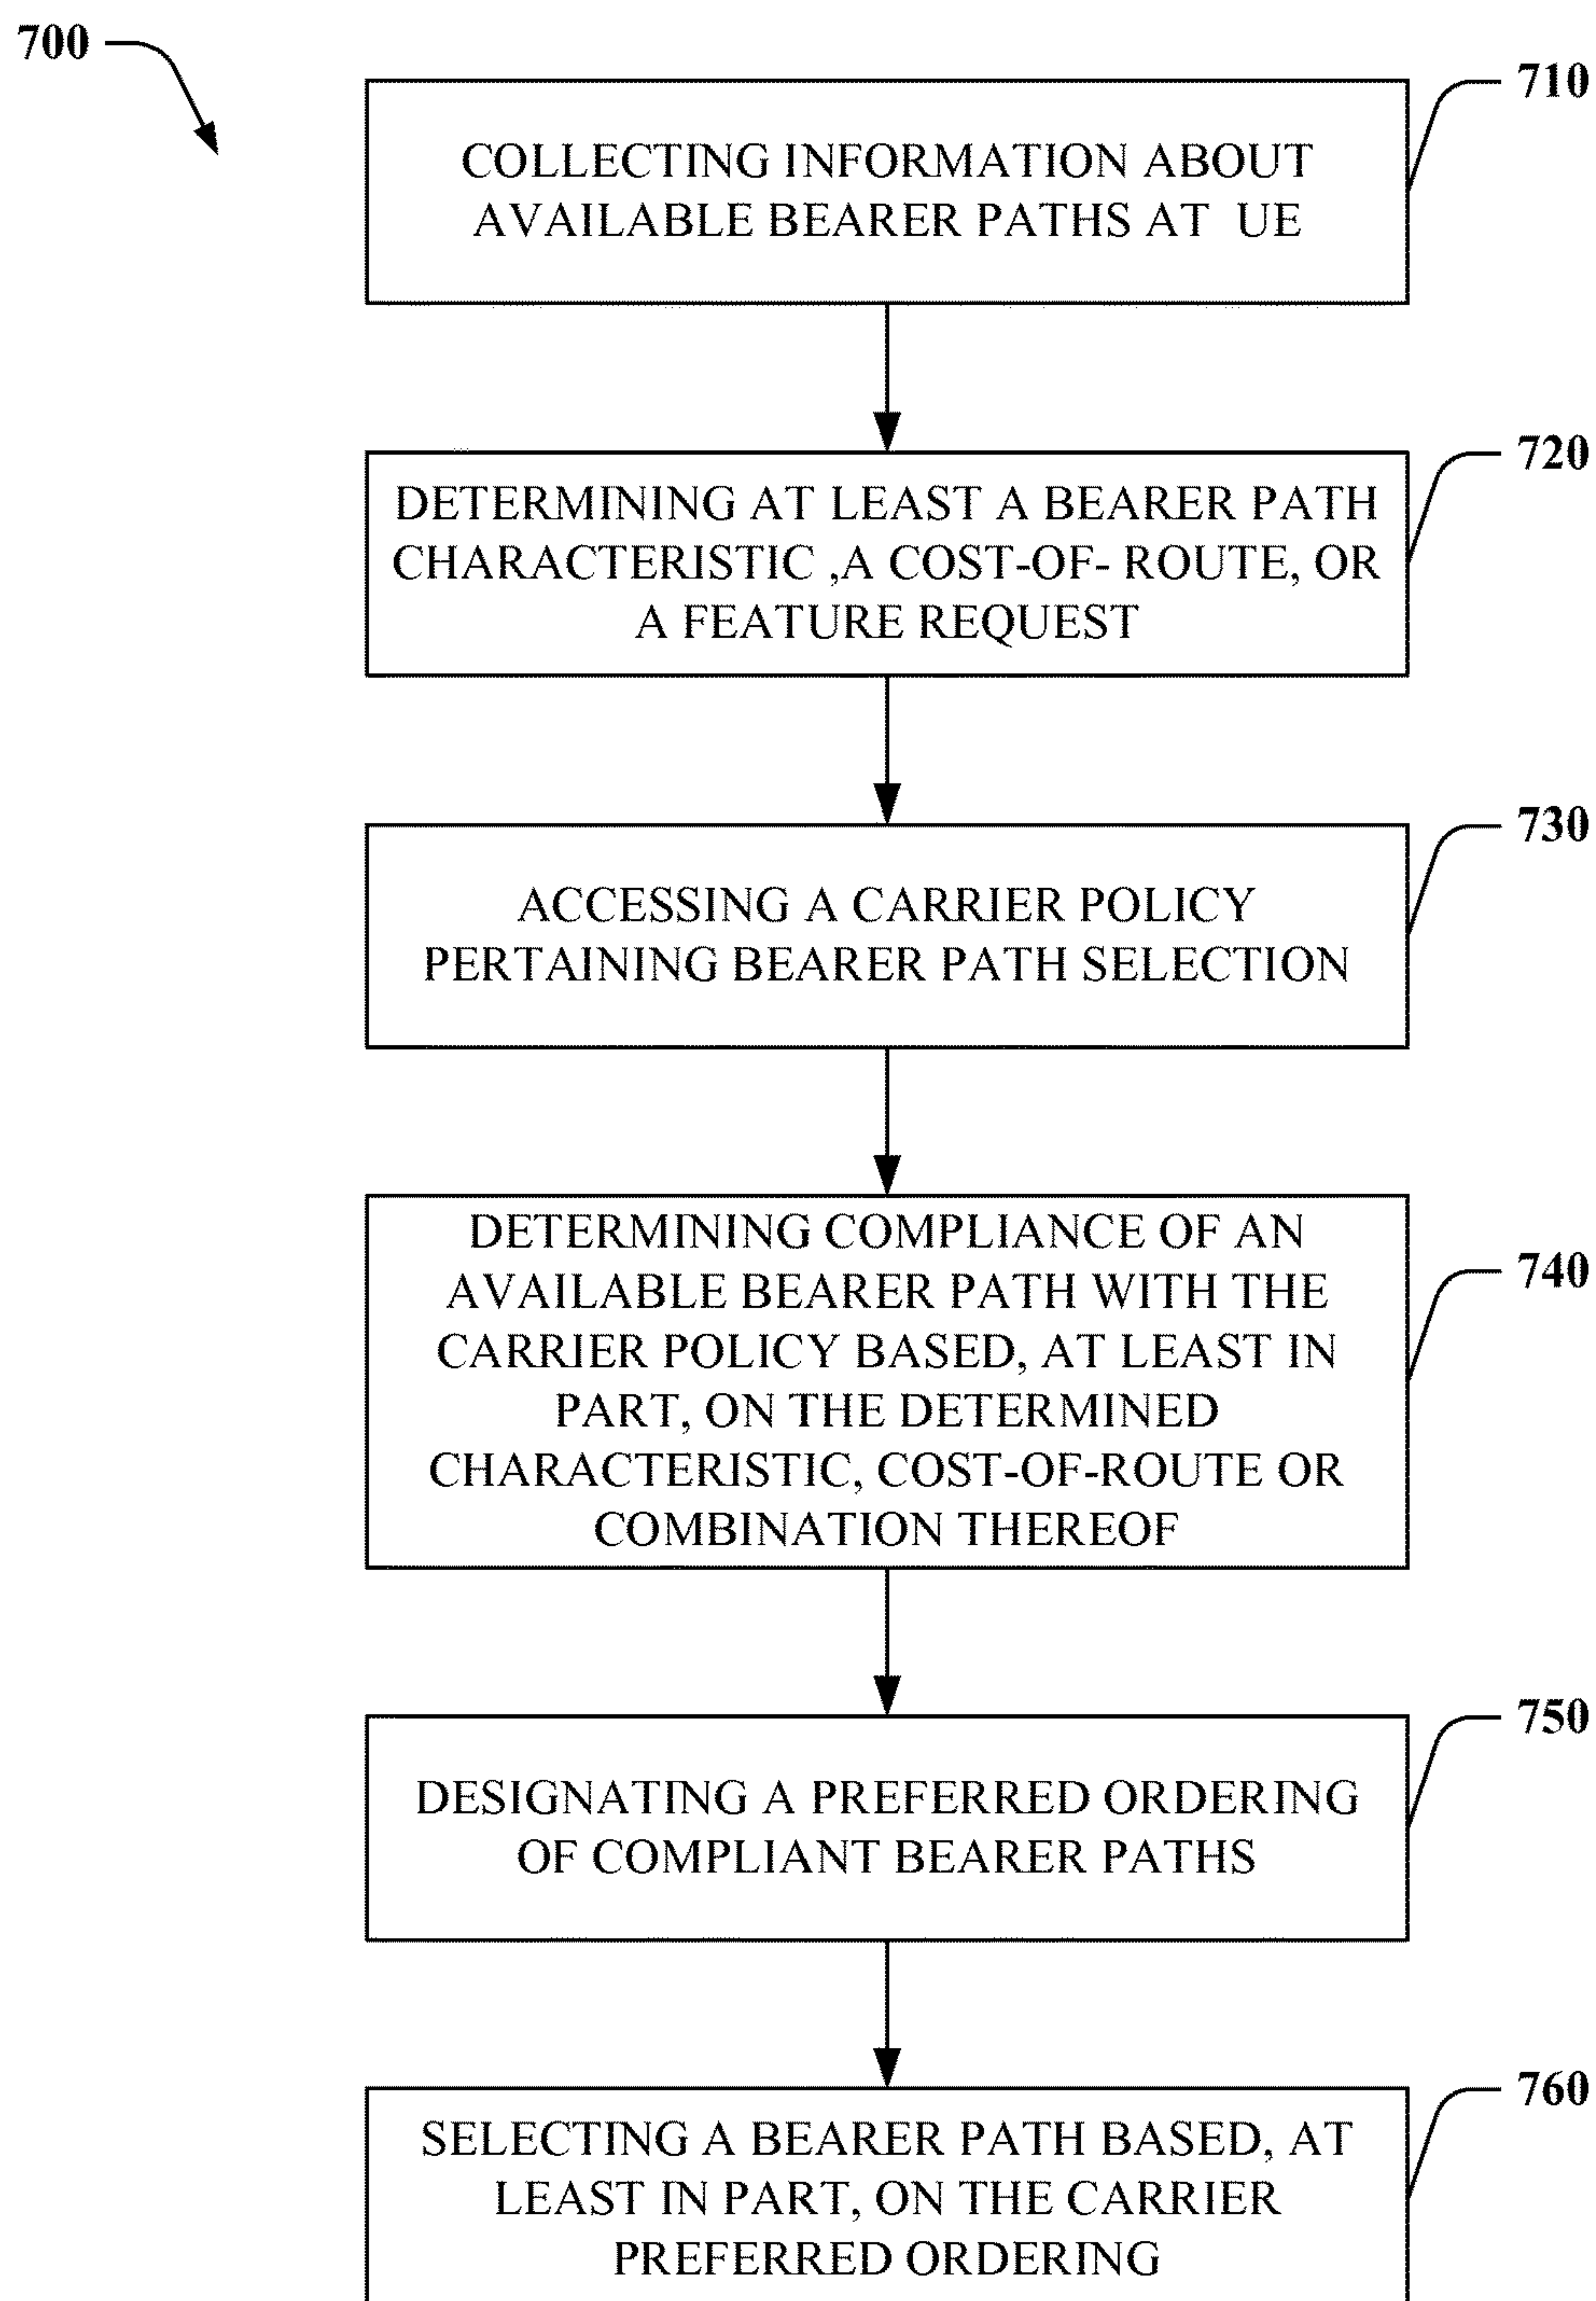 700
710
COLLECTING INFORMATION ABOUT
AVAILABLE BEARER PATHS AT UE
720
DETERMINING AT LEAST A BEARER PATH
CHARACTERISTIC ,A COST-OF- ROUTE, OR
A FEATURE REQUEST
730
ACCESSING A CARRIER POLICY
PERTAINING BEARER PATH SELECTION
740
DETERMINING COMPLIANCE OF AN
AVAILABLE BEARER PATH WITH THE
CARRIER POLICY BASED, AT LEAST IN
PART, ON THE DETERMINED
CHARACTERISTIC, COST-OF-ROUTE OR
COMBINATION THEREOF
750
DESIGNATING A PREFERRED ORDERING
OF COMPLIANT BEARER PATHS
760
SELECTING A BEARER PATH BASED, AT
LEAST IN PART, ON THE CARRIER
PREFERRED ORDERING